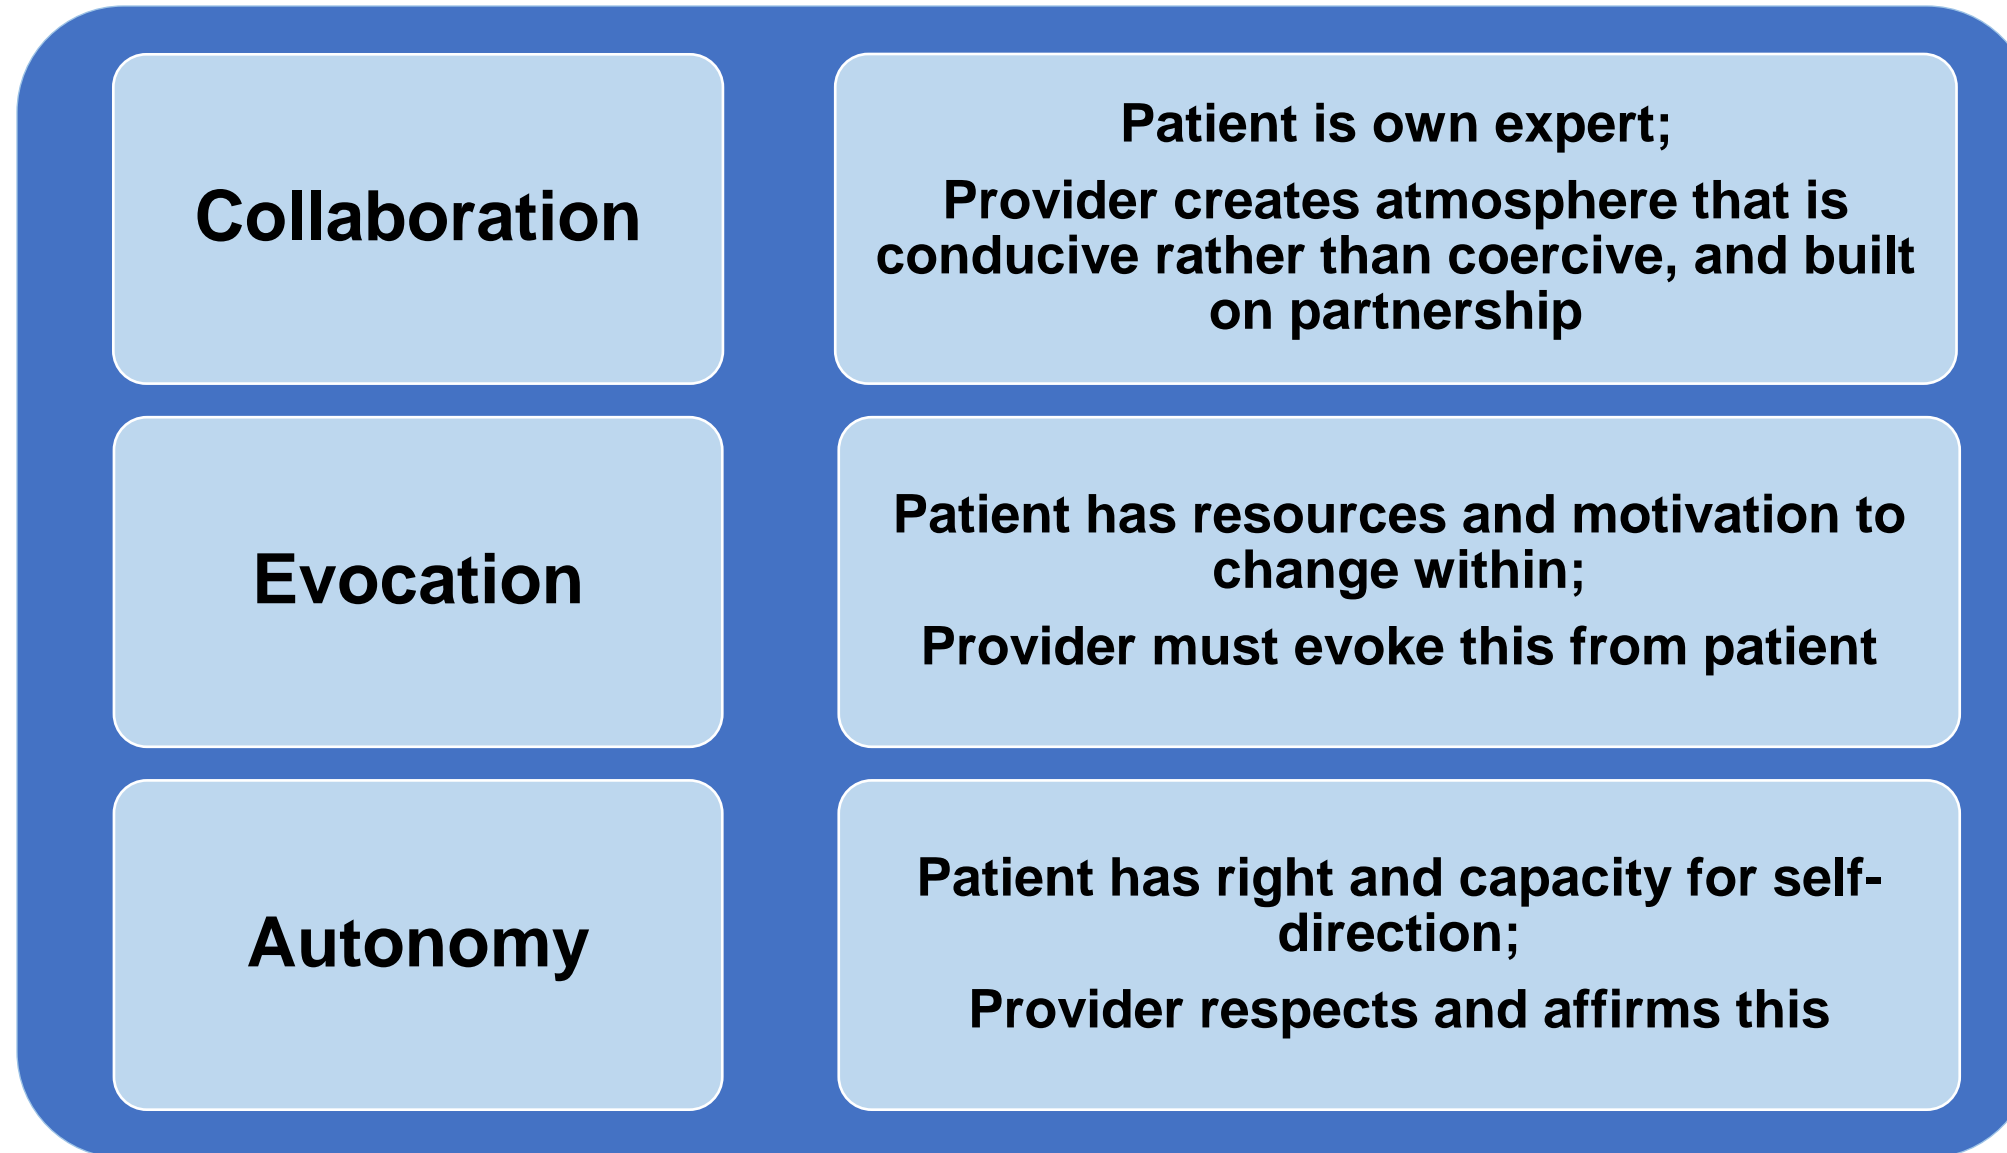 Collaboration
Patient is own expert;
Provider creates atmosphere that is
conducive rather than coercive, and built
on partnership
Evocation
Patient has resources and motivation to
change within;
Provider must evoke this from patient
Autonomy
Patient has right and capacity for self-
direction;
Provider respects and affirms this